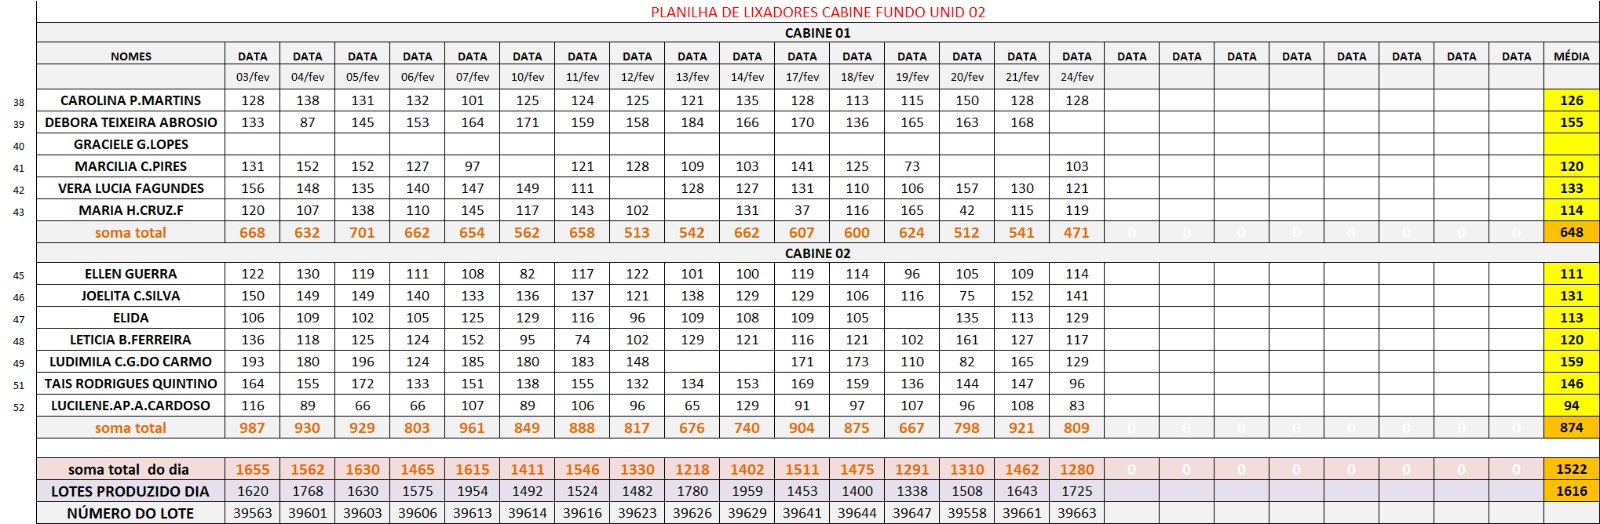 PLANILHA DE LIXADORES CABINE FUNDO UNID 02
CABINE 01
NOMES DATA DATA DATA DATA DATA DATA DATA DATA DATA DATA DATA DATA DATA DATA DATA DATA DATA DATA DATA DATA DATA DATA DATA DATA MÉDIA
03/fev 04/fev 05/fev 06/fev 07/fev 10/fev 11/fev 12/fev 13/fev 14/fev 17/fev 18/fev 19/fev 20/fev 21/fev 24/fev
38 CAROLINA P.MARTINS 128 138 131 132 101 125 124 125 121 135 128 113 115 150 128 128 126
39 DEBORA TEIXEIRA ABROSIO 133 87 145 153 164 171 159 158 184 166 170 136 165 163 168 155
40 GRACIELE G.LOPES
41 MARCILIA C.PIRES 131 152 152 127 97 121 128 109 103 141 125 73 103 120
42 VERA LUCIA FAGUNDES 156 148 135 140 147 149 111 128 127 131 110 106 157 130 121 133
43 MARIA H.CRUZ.F 120 107 138 110 145 117 143 102 131 37 116 165 42 115 119 114
soma total 668 632 701 662 654 562 658 513 542 662 607 600 624 512 541 471 0 0 0 0 0 0 0 0 648
CABINE 02
45 ELLEN GUERRA 122 130 119 111 108 82 117 122 101 100 119 114 96 105 109 114 111
46 JOELITA C.SILVA 150 149 149 140 133 136 137 121 138 129 129 106 116 75 152 141 131
47 ELIDA 106 109 102 105 125 129 116 96 109 108 109 105 135 113 129 113
48 LETICIA B.FERREIRA 136 118 125 124 152 95 74 102 129 121 116 121 102 161 127 117 120
49 LUDIMILA C.G.DO CARMO 193 180 196 124 185 180 183 148 171 173 110 82 165 129 159
51 TAIS RODRIGUES QUINTINO 164 155 172 133 151 138 155 132 134 153 169 159 136 144 147 96 146
52 LUCILENE.AP.A.CARDOSO 116 89 66 66 107 89 106 96 65 129 91 97 107 96 108 83 94
soma total 987 930 929 803 961 849 888 817 676 740 904 875 667 798 921 809 0 0 0 0 0 0 0 0 874
soma total do dia 1655 1562 1630 1465 1615 1411 1546 1330 1218 1402 1511 1475 1291 1310 1462 1280 0 0 0 0 0 0 0 0 1522
LOTES PRODUZIDO DIA 1620 1768 1630 1575 1954 1492 1524 1482 1780 1959 1453 1400 1338 1508 1643 1725 1616
NÚMERO DO LOTE 39563 39601 39603 39606 39613 39614 39616 39623 39626 39629 39641 39644 39647 39558 39661 39663